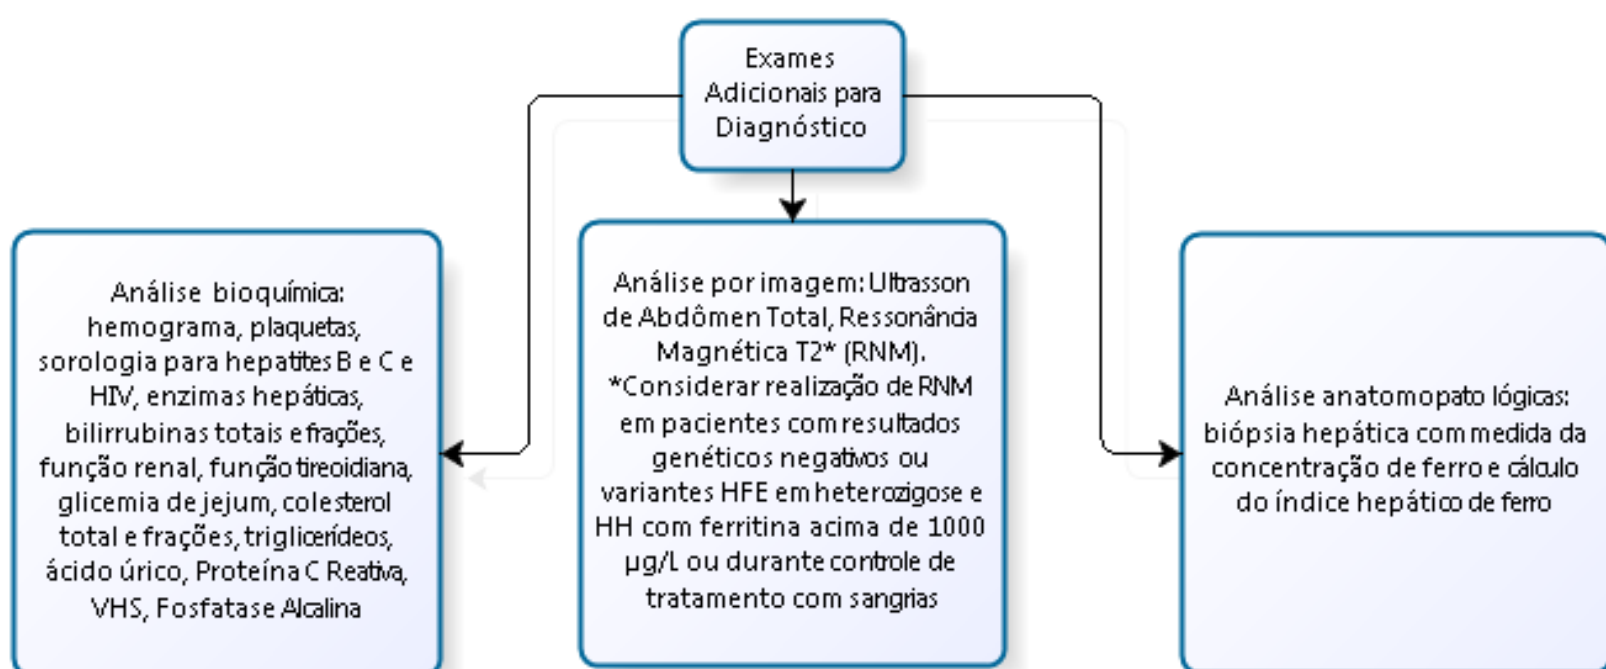 Exames
Adicionais para
Diagnóstico
Análise bioquímica:
hemograma, plaquetas,
sorologia para hepatites B e C e
HIV, enzimas hepáticas,
bilirrubinas totais e frações,
função renal, função tireoidiana,
glicemia de jejum, colesterol
total e frações, triglicerídeos,
ácido úrico, Proteína C Reativa,
VHS, Fosfatase Alcalina
Análise por imagem: Ultrasson
de Abdômen Total, Ressonância
Magnética T2* (RNM).
*Considerar realização de RNM
em pacientes com resultados
genéticos negativos ou
variantes HFE em heterozigose e
HH com ferritina acima de 1000
µg/L ou durante controle de
tratamento com sangrias
Análise anatomopato lógicas:
biópsia hepática com medida da
concentração de ferro e cálculo
do índice hepático de ferro